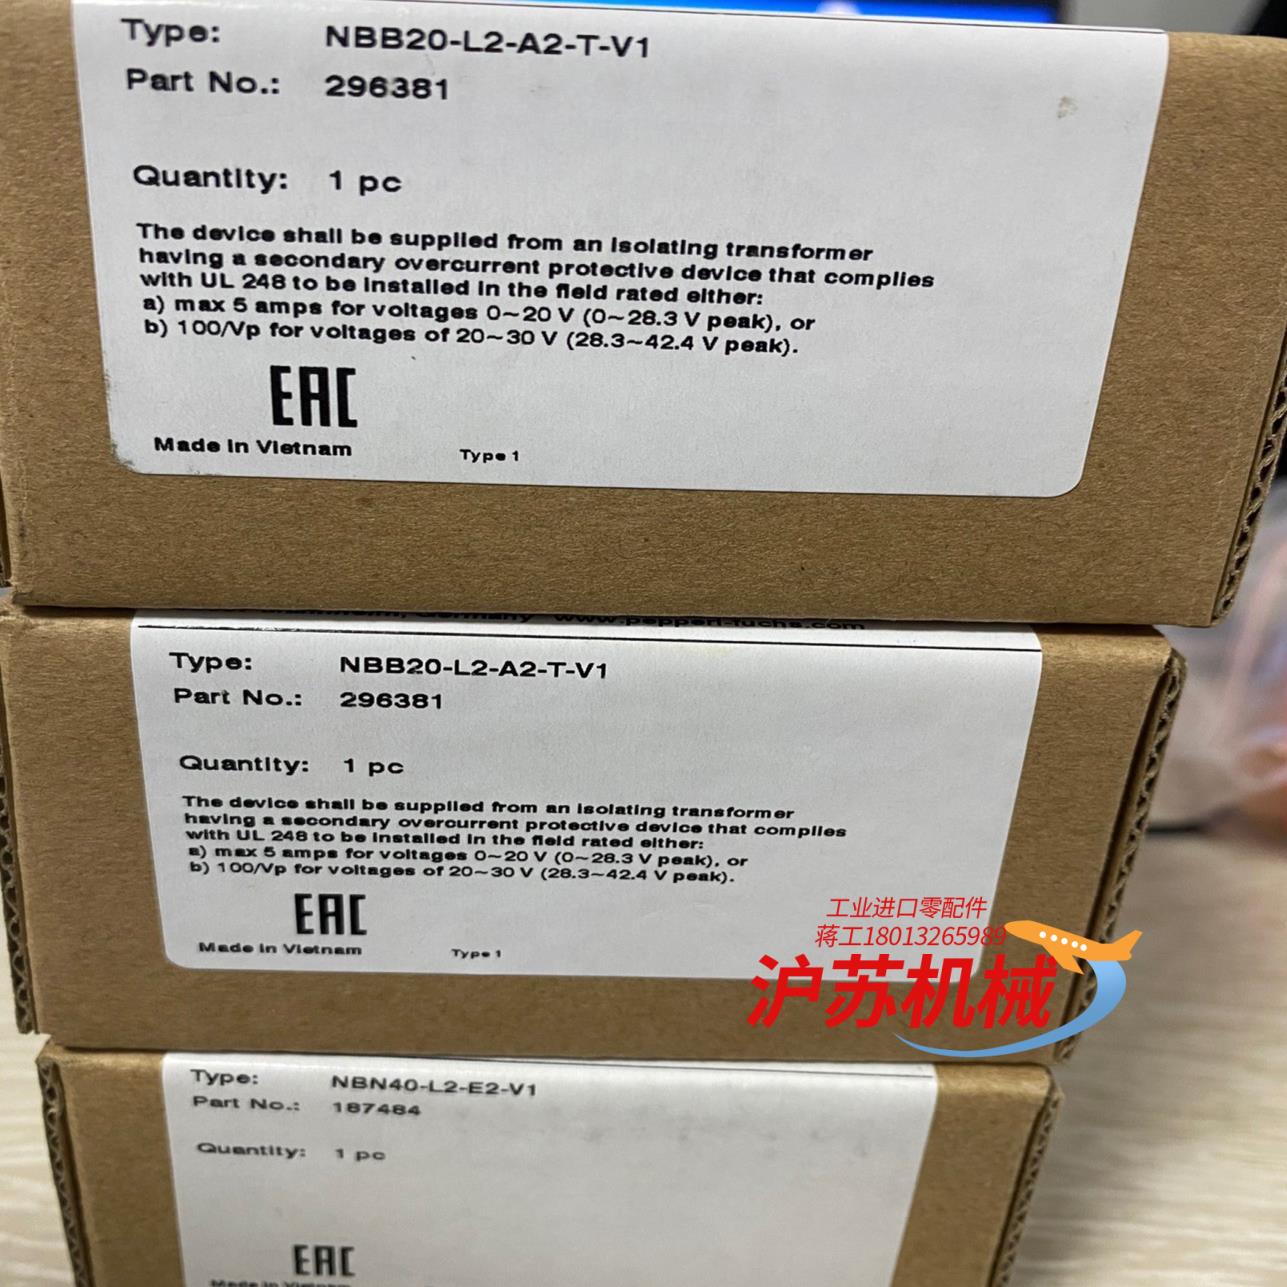 Type: NBB20-L2-A2-T-V1
Part No.: 296381
Quantity: 1 pc
The device shall be supplied from an isolating transformer
having a secondary overcurrent protective device that complies
with UL 248 to be installed in the field rated either:
a) max 5 amps for voltages 0~20 V (0~28.3 V peak), or
b) 100/Vp for voltages of 20~30 V (28.3~42.4 V peak).
EAC
Made in Vietnam Type 1
Germany www.pepperl-fuchs.com
Type: NBB20-L2-A2-T-V1
Part No.: 296381
Quantity: 1 pc
The device shall be supplied from an isolating transformer
having a secondary overcurrent protective device that complies
with UL 248 to be installed in the field rated either:
a) max 5 amps for voltages 0~20 V (0~28.3 V peak), or
b) 100/Vp for voltages of 20~30 V (28.3~42.4 V peak).
EAC
Made in Vietnam Type 1
工业进口零配件
蒋工18013265989
沪苏机械
Type: NBN40-L2-E2-V1
Part No.: 187484
Quantity: 1 pc
EAC
Made in Vietnam